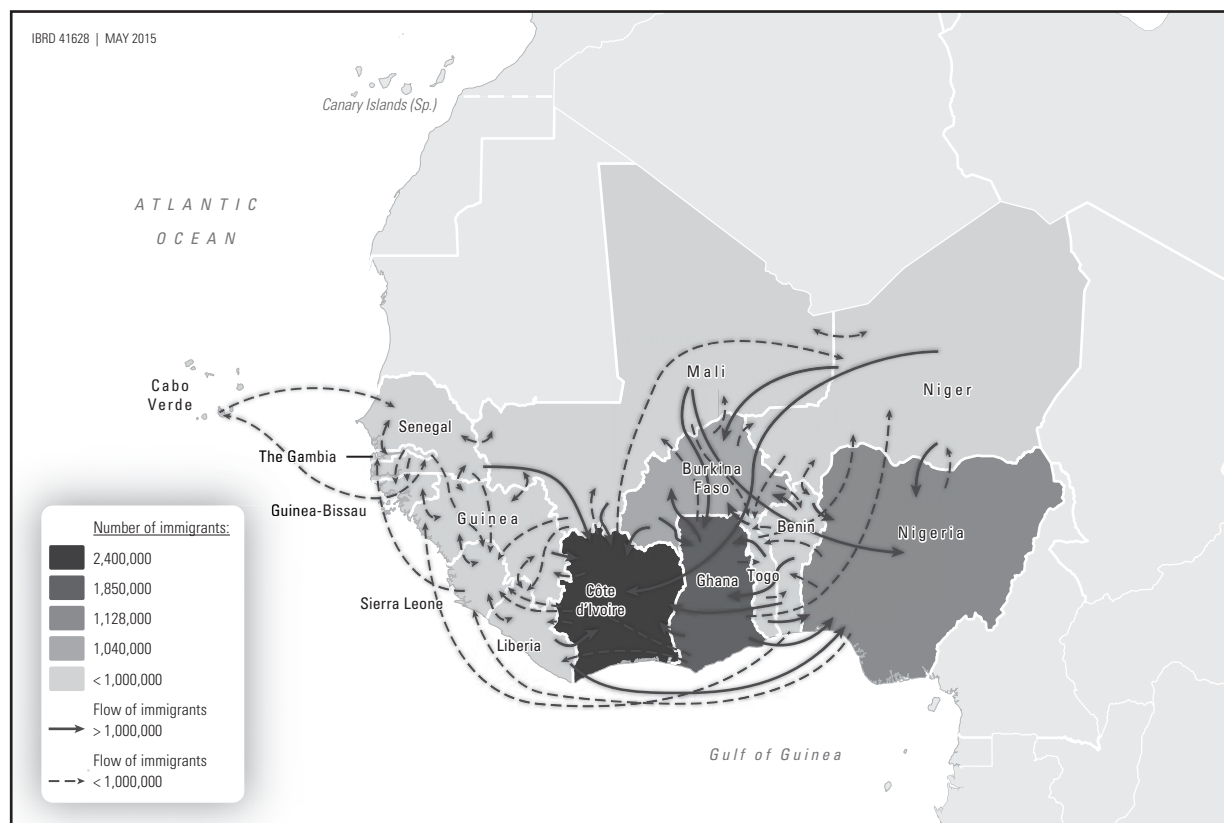 IBRD 41628 | MAY 2015
Canary Islands (Sp.)
ATLANTIC
OCEAN
Cabo
Verde
Mali
Niger
Senegal
The Gambia
Burkina
Faso
Guinea-Bissau
Guinea
Benin
Nigeria
Sierra Leone
Côte
d'Ivoire
Ghana
Togo
Liberia
Gulf of Guinea
Number of immigrants:
2,400,000
1,850,000
1,128,000
1,040,000
< 1,000,000
Flow of immigrants
> 1,000,000
Flow of immigrants
< 1,000,000